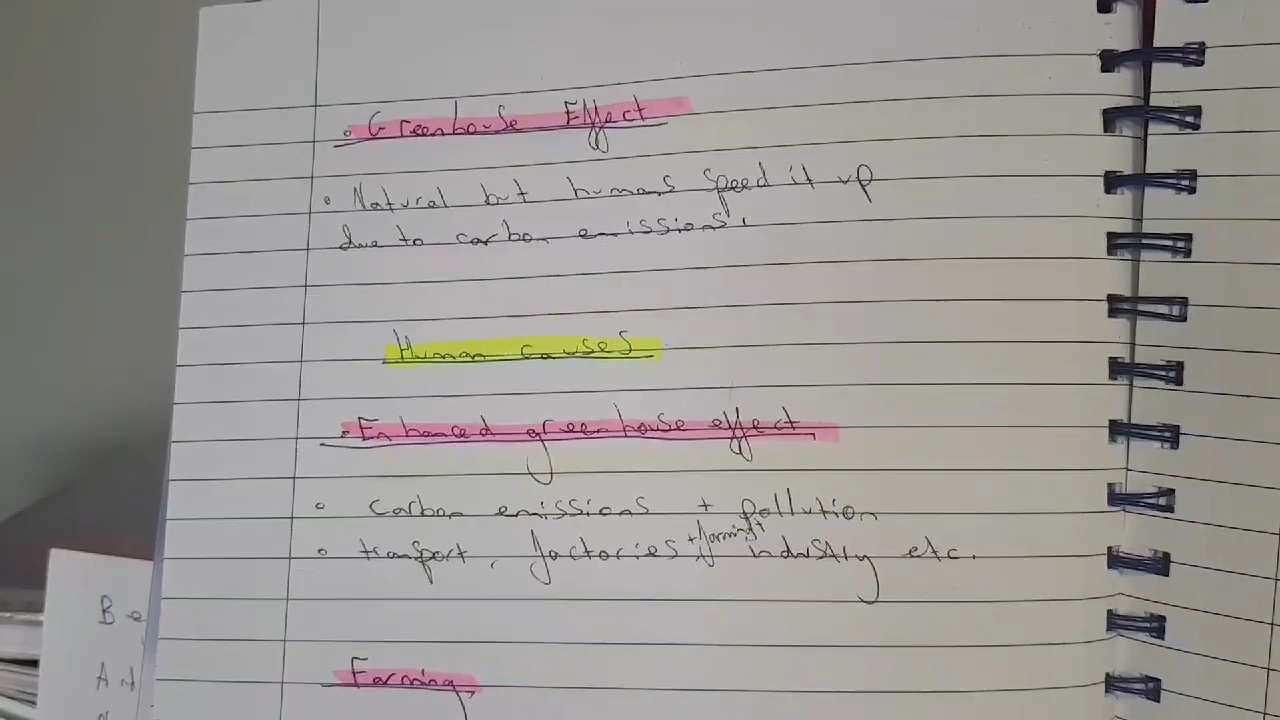 • Greenhouse Effect
• Natural but humans speed it up
due to carbon emissions.
Human causes
• Enhanced greenhouse effect
• carbon emissions + pollution
+ farming +
• transport, factories, industry etc.
Farming
Be